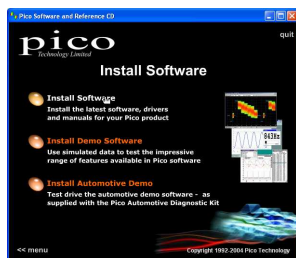 Pico Software and Reference CD
quit
pico
Technology Limited
Install Software
Install Software
Install the latest software, drivers
and manuals for your Pico product
843Hz
Install Demo Software
Use simulated data to test the impressive
range of features available in Pico software
Install Automotive Demo
Test drive the automotive demo software - as
supplied with the Pico Automotive Diagnostic Kit
<< menu
Copyright 1992-2004 Pico Technology